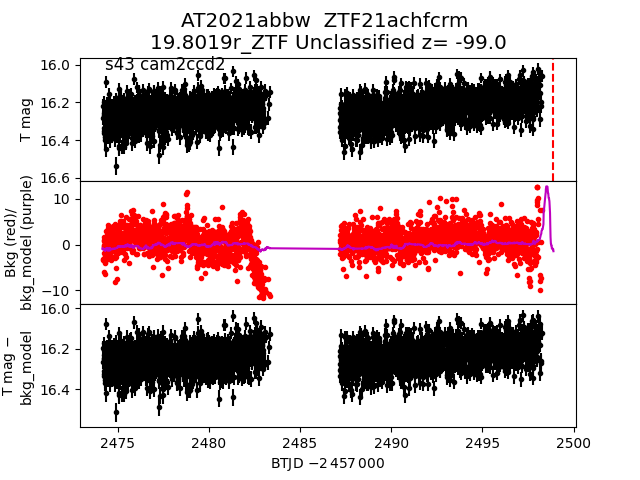 AT2021abbw  ZTF21achfcrm
19.8019r_ZTF Unclassified z= -99.0
s43 cam2ccd2
16.0
16.2
16.4
16.6
T mag
10
0
−10
Bkg (red)/
bkg_model (purple)
16.0
16.2
16.4
T mag −
bkg_model
2475 2480 2485 2490 2495 2500
BTJD −2 457 000